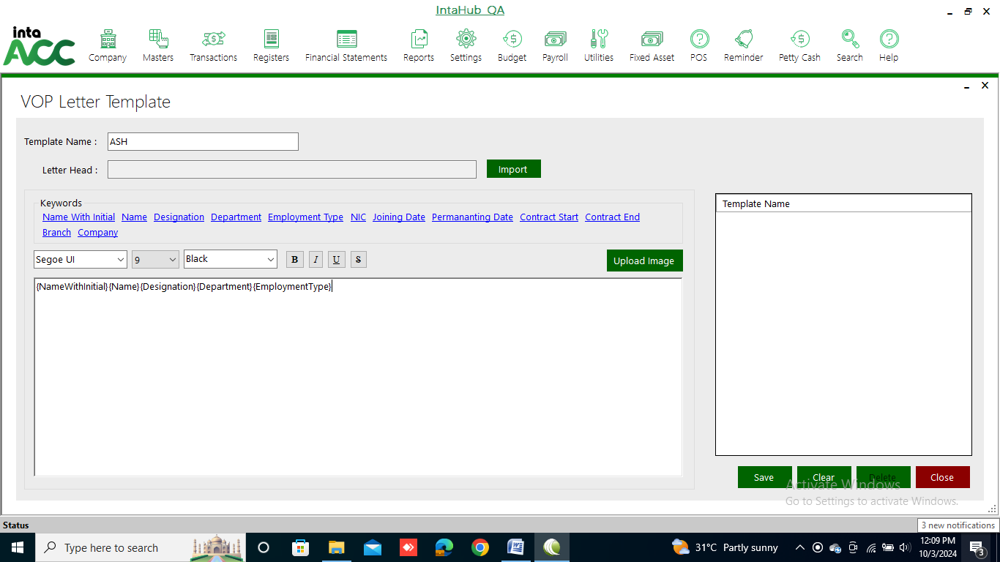 IntaHub_QA
inta
ACC
Company Masters Transactions Registers Financial Statements Reports Settings Budget Payroll Utilities Fixed Asset POS Reminder Petty Cash Search Help
VOP Letter Template
Template Name : ASH
Letter Head : Import
Keywords
Name With Initial Name Designation Department Employment Type NIC Joining Date Permananting Date Contract Start Contract End
Branch Company
Template Name
Segoe UI 9 Black B I U S Upload Image
{NameWithInitial}{Name}{Designation}{Department}{EmploymentType}
Save Clear Delete Close
Activate Windows
Go to Settings to activate Windows.
Status
3 new notifications
Type here to search
31°C Partly sunny
12:09 PM
10/3/2024
3